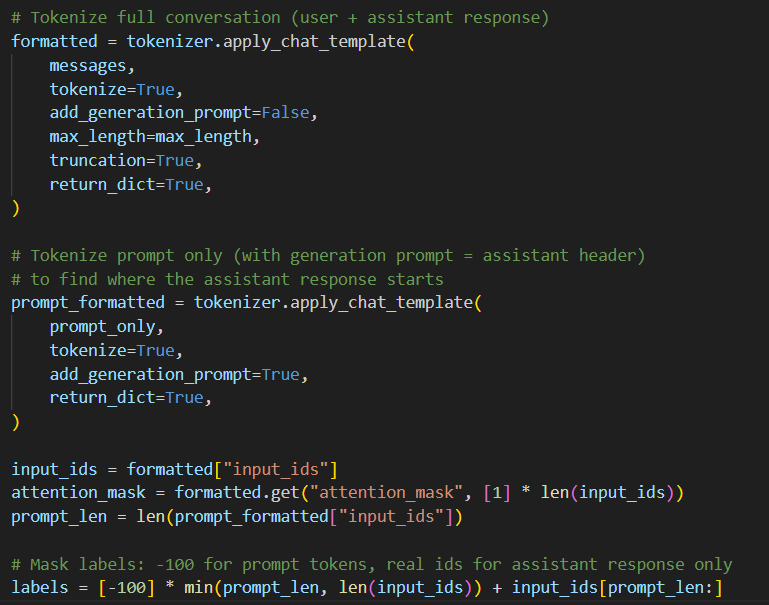 # Tokenize full conversation (user + assistant response)
formatted = tokenizer.apply_chat_template(
    messages,
    tokenize=True,
    add_generation_prompt=False,
    max_length=max_length,
    truncation=True,
    return_dict=True,
)

# Tokenize prompt only (with generation prompt = assistant header)
# to find where the assistant response starts
prompt_formatted = tokenizer.apply_chat_template(
    prompt_only,
    tokenize=True,
    add_generation_prompt=True,
    return_dict=True,
)

input_ids = formatted["input_ids"]
attention_mask = formatted.get("attention_mask", [1] * len(input_ids))
prompt_len = len(prompt_formatted["input_ids"])

# Mask labels: -100 for prompt tokens, real ids for assistant response only
labels = [-100] * min(prompt_len, len(input_ids)) + input_ids[prompt_len:]